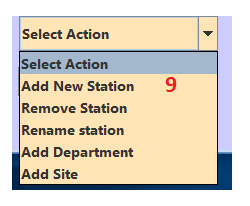 Select Action
Select Action
Add New Station 9
Remove Station
Rename station
Add Department
Add Site